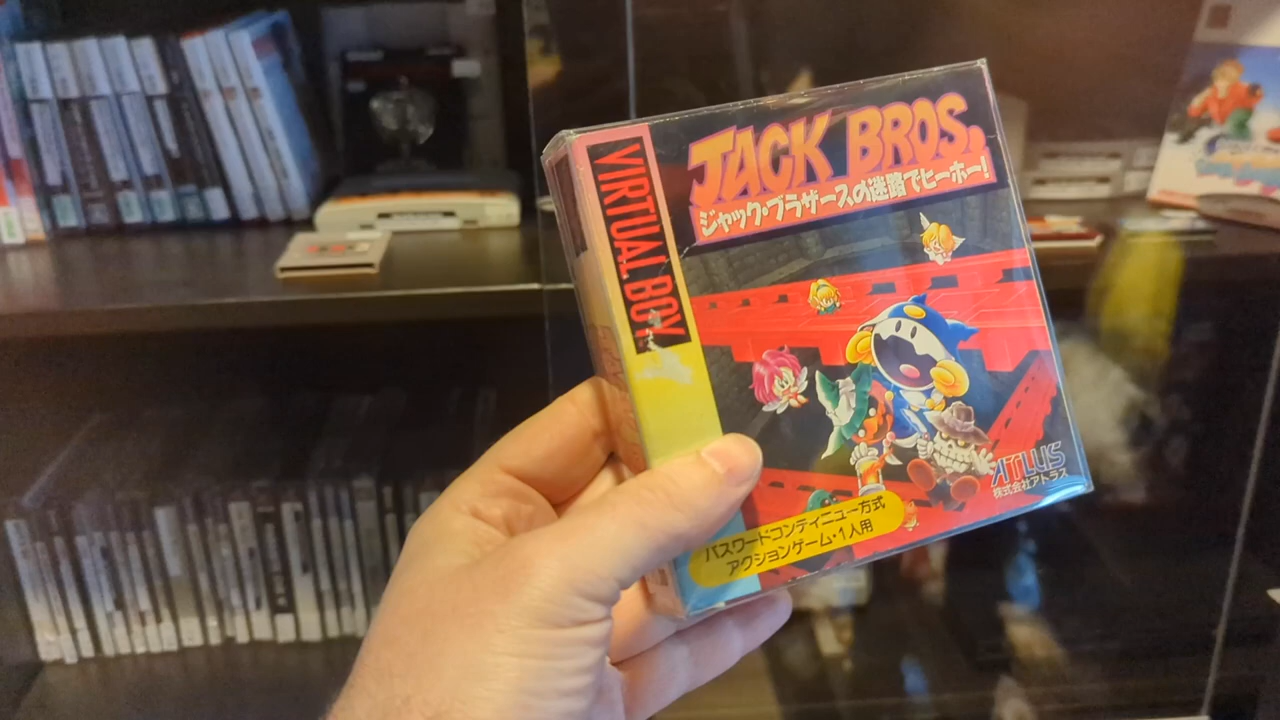 VIRTUAL BOY
JACK BROS.
ジャック・ブラザースの迷路でヒーホー!
ATLUS
株式会社アトラス
パスワードコンティニュー方式
アクションゲーム・1人用